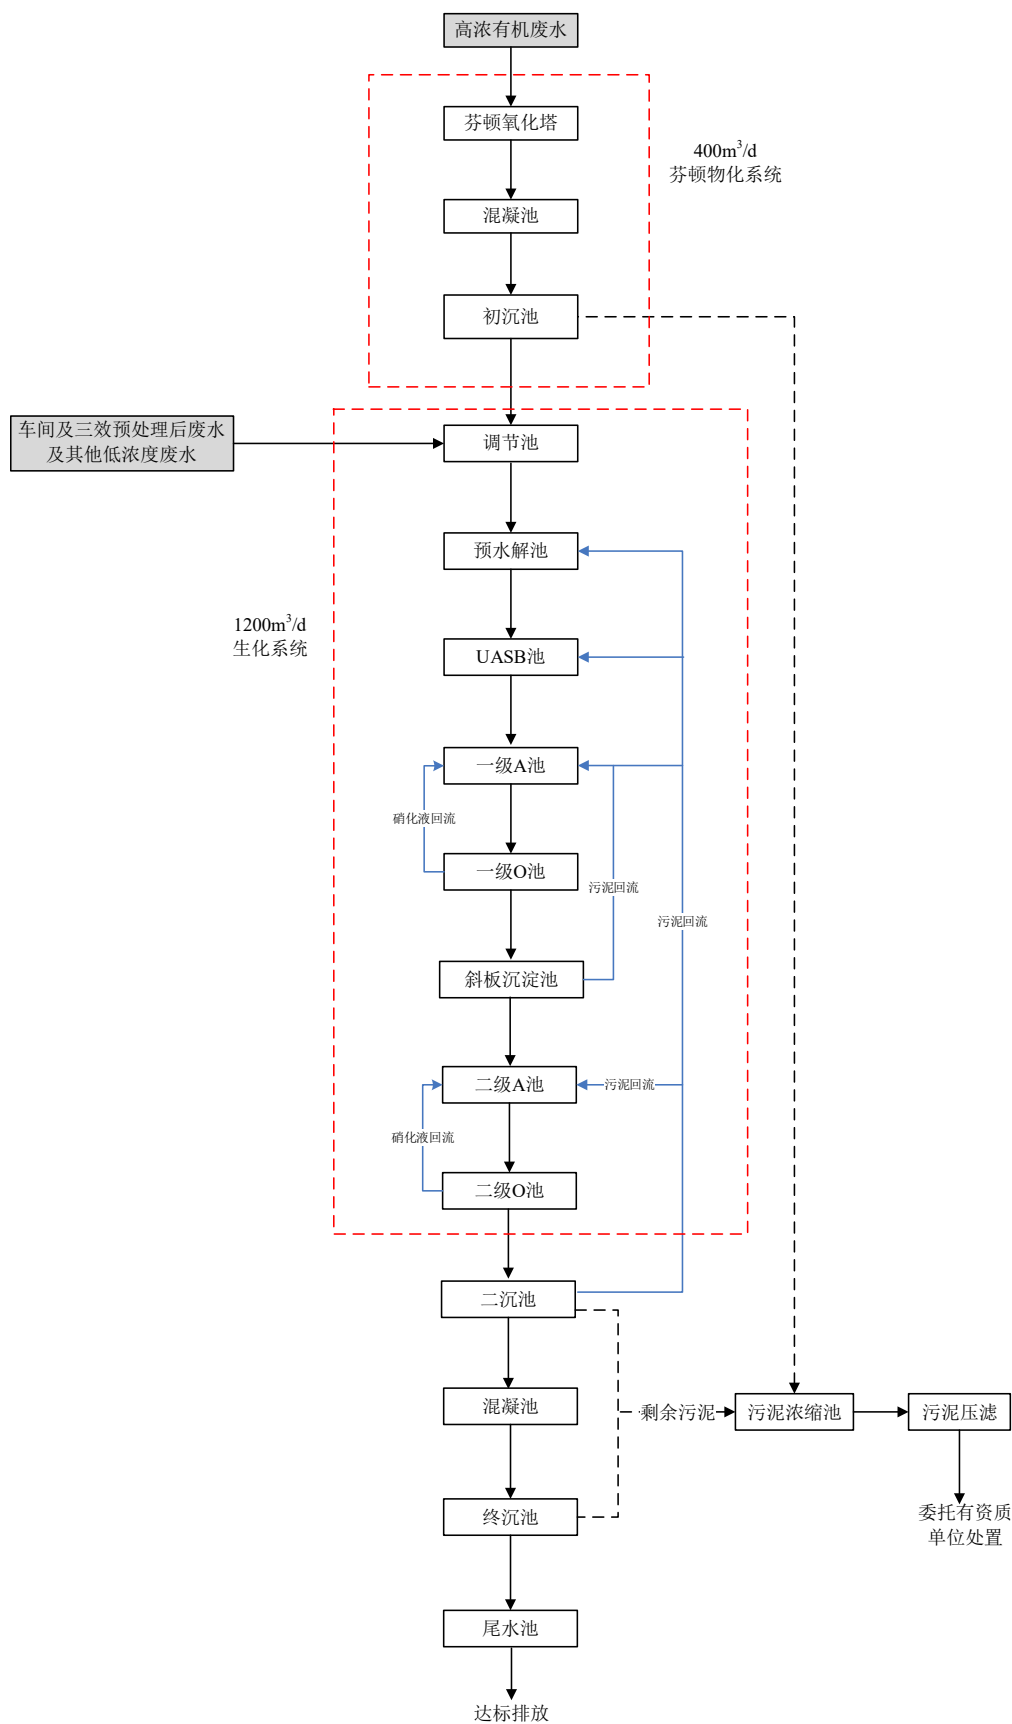 高浓有机废水
芬顿氧化塔
400m³/d
芬顿物化系统
混凝池
初沉池
车间及三效预处理后废水
及其他低浓度废水
调节池
预水解池
1200m³/d
生化系统
UASB池
一级A池
硝化液回流
一级O池
污泥回流
污泥回流
斜板沉淀池
二级A池
污泥回流
硝化液回流
二级O池
二沉池
混凝池
剩余污泥
污泥浓缩池
污泥压滤
终沉池
委托有资质
单位处置
尾水池
达标排放